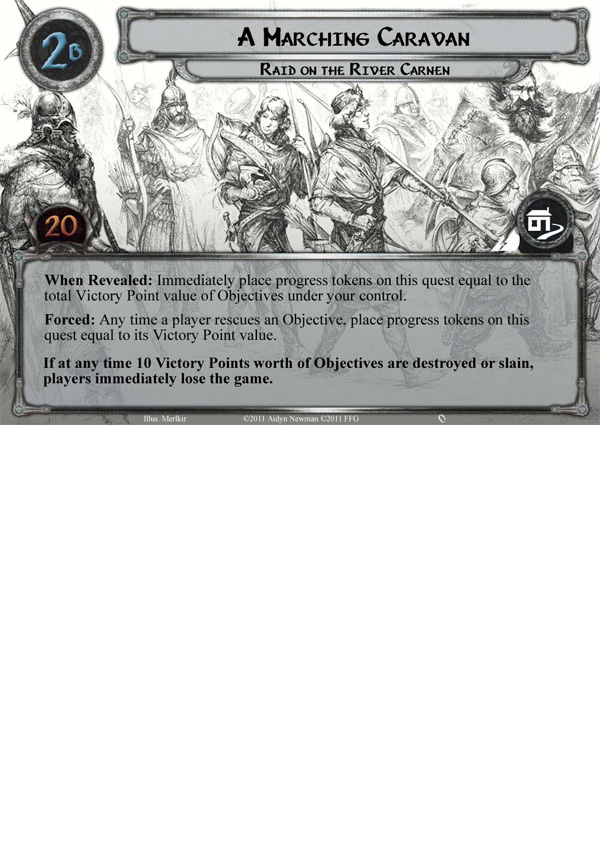 2B
A Marching Caravan
Raid on the River Carnen
20
When Revealed: Immediately place progress tokens on this quest equal to the
total Victory Point value of Objectives under your control.
Forced: Any time a player rescues an Objective, place progress tokens on this
quest equal to its Victory Point value.
If at any time 10 Victory Points worth of Objectives are destroyed or slain,
players immediately lose the game.
Illus. Merlkir ©2011 Aidyn Newman ©2011 FFG